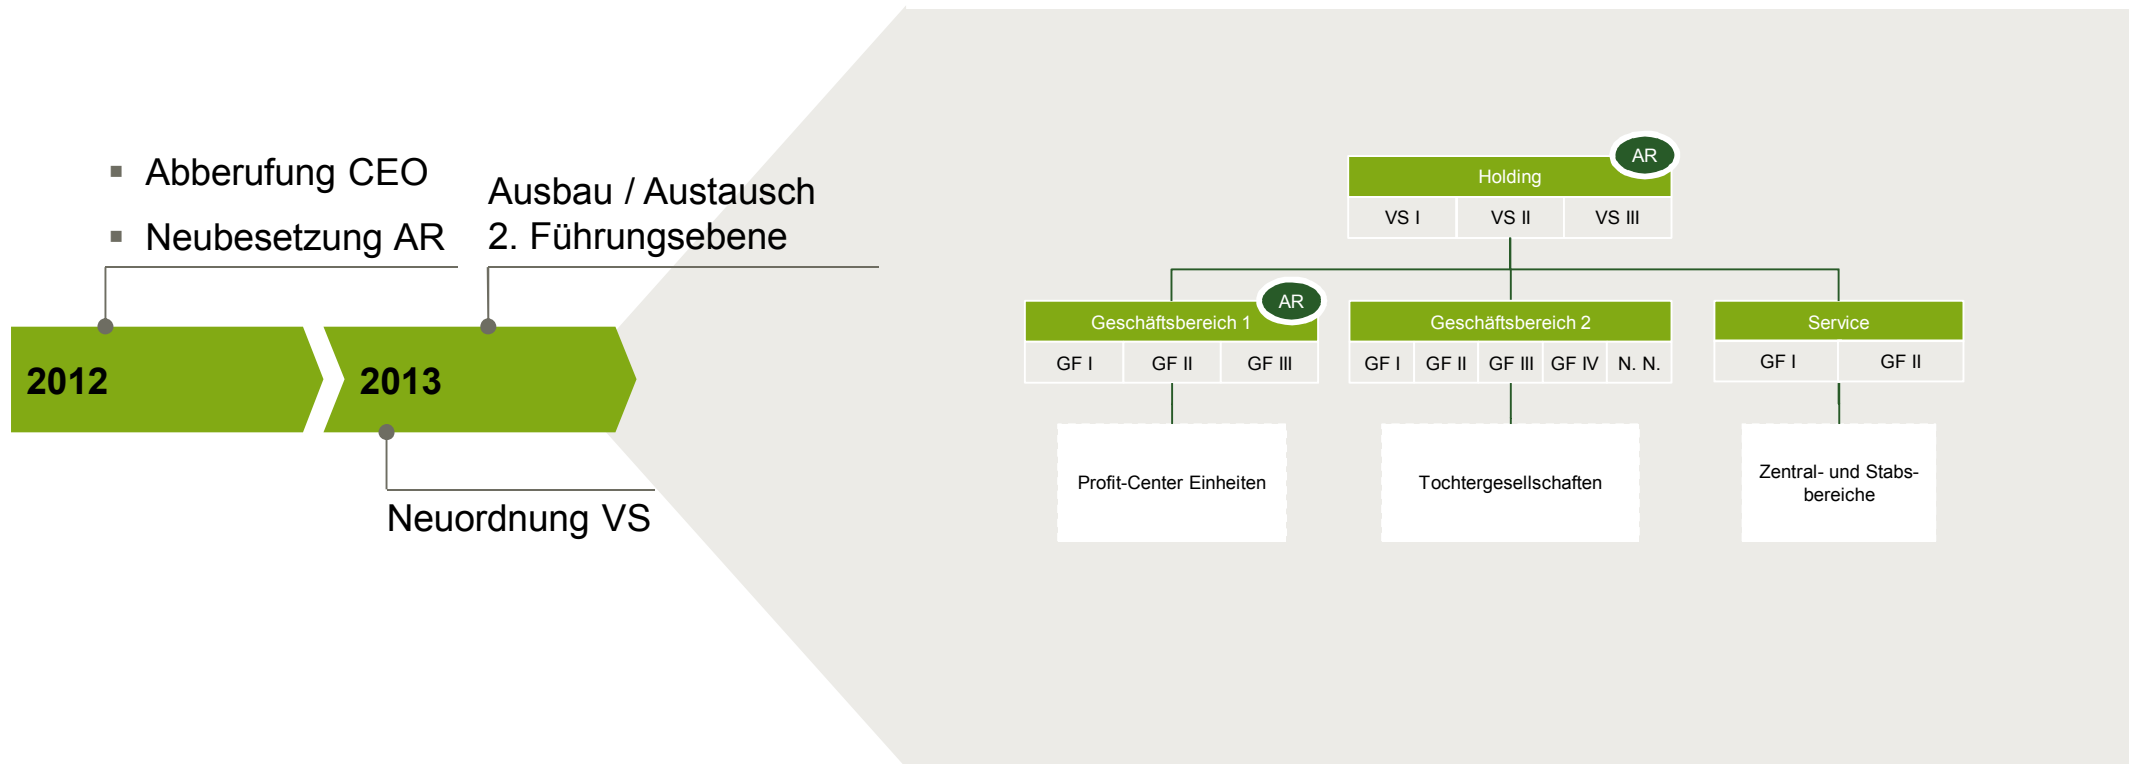 ▪ Abberufung CEO
▪ Neubesetzung AR
Ausbau / Austausch
2. Führungsebene
2012
2013
Neuordnung VS
AR
Holding
VS I VS II VS III
AR
Geschäftsbereich 1
GF I GF II GF III
Geschäftsbereich 2
GF I GF II GF III GF IV N. N.
Service
GF I GF II
Profit-Center Einheiten
Tochtergesellschaften
Zentral- und Stabs-
bereiche